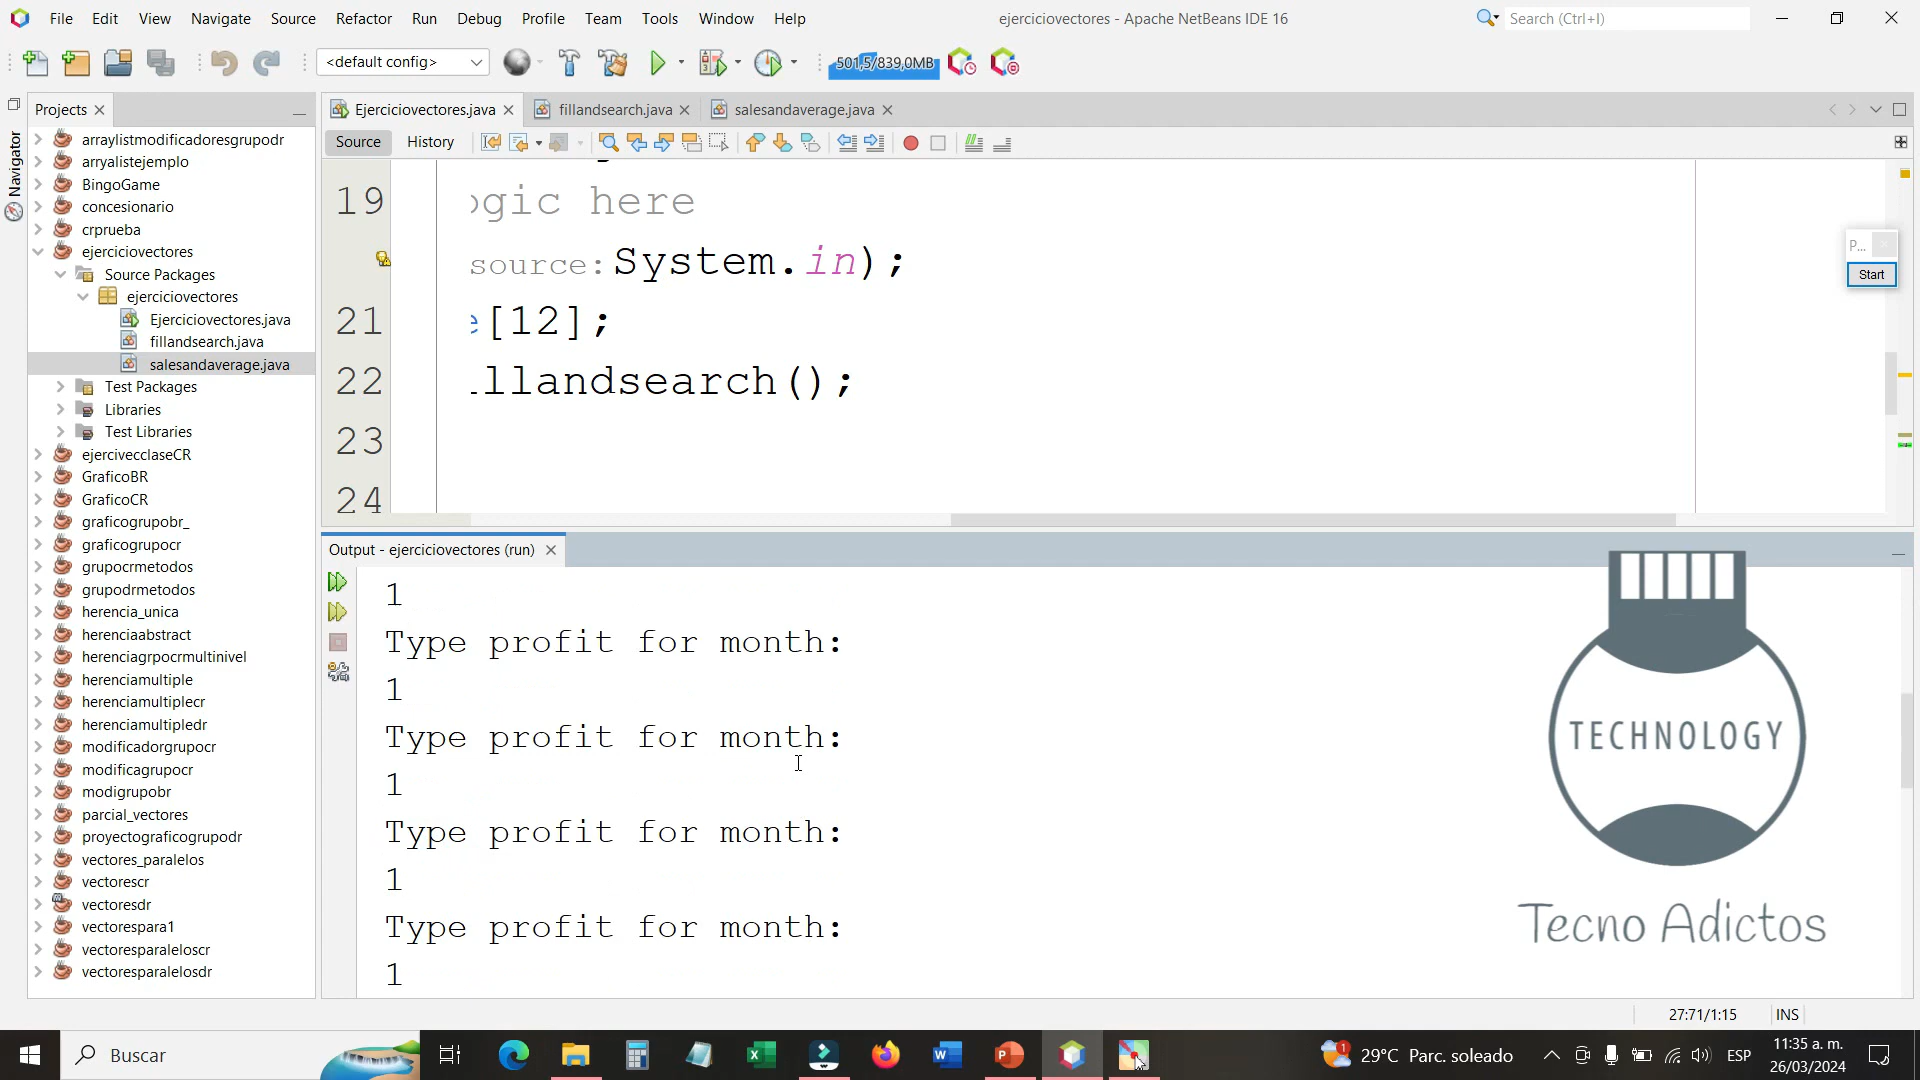 File Edit View Navigate Source Refactor Run Debug Profile Team Tools Window Help
ejerciciovectores - Apache NetBeans IDE 16
Search (Ctrl+I)
<default config>
501,5/839,0MB
Projects
Navigator
arraylistmodificadoresgrupodr
arryalistejemplo
BingoGame
concesionario
crprueba
ejerciciovectores
Source Packages
ejerciciovectores
Ejerciciovectores.java
fillandsearch.java
salesandaverage.java
Test Packages
Libraries
Test Libraries
ejercivecclaseCR
GraficoBR
GraficoCR
graficogrupobr_
graficogrupocr
grupocrmetodos
grupodrmetodos
herencia_unica
herenciaabstract
herenciagrpocrmultinivel
herenciamultiple
herenciamultiplecr
herenciamultipledr
modificadorgrupocr
modificagrupocr
modigrupobr
parcial_vectores
proyectograficogrupodr
vectores_paralelos
vectorescr
vectoresdr
vectorespara1
vectoresparaleloscr
vectoresparalelosdr
Ejerciciovectores.java fillandsearch.java salesandaverage.java
Source History
19 ogic here
source:System.in);
21 e[12];
22 illandsearch();
23
24
P...
Start
Output - ejerciciovectores (run)
1
Type profit for month:
1
Type profit for month:
1
Type profit for month:
1
Type profit for month:
1
TECHNOLOGY
Tecno Adictos
27:71/1:15 INS
Buscar
29°C Parc. soleado
ESP
11:35 a. m.
26/03/2024